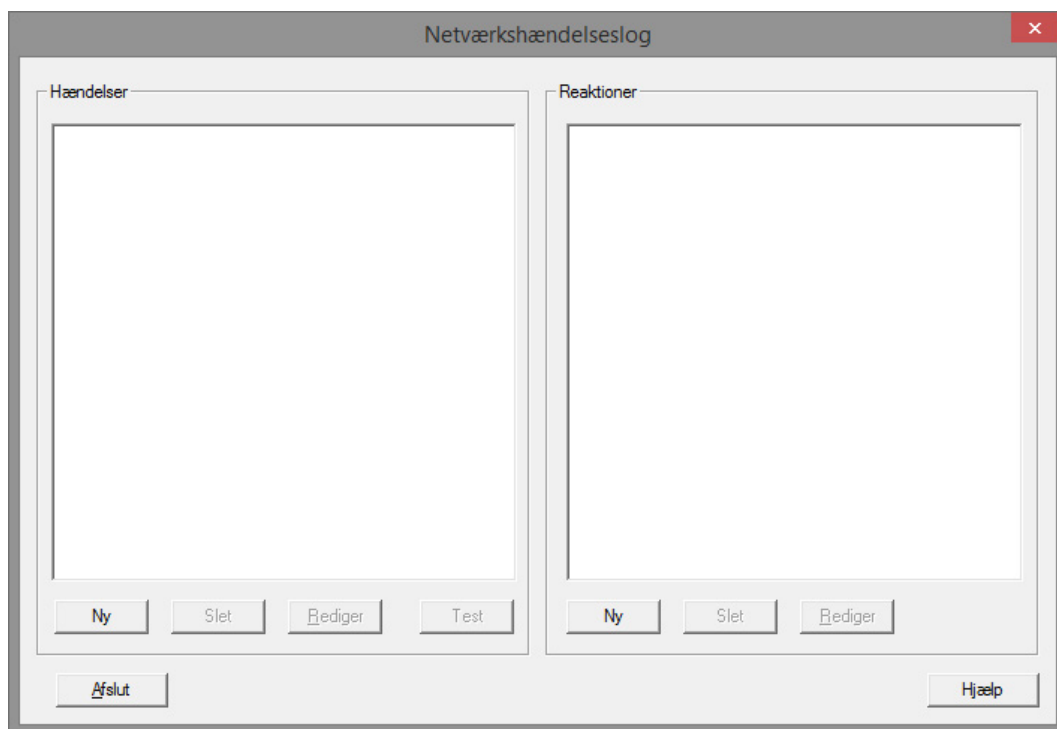 Netværkshændelseslog
Hændelser
Reaktioner
Ny Slet Rediger Test
Ny Slet Rediger
Afslut
Hjælp